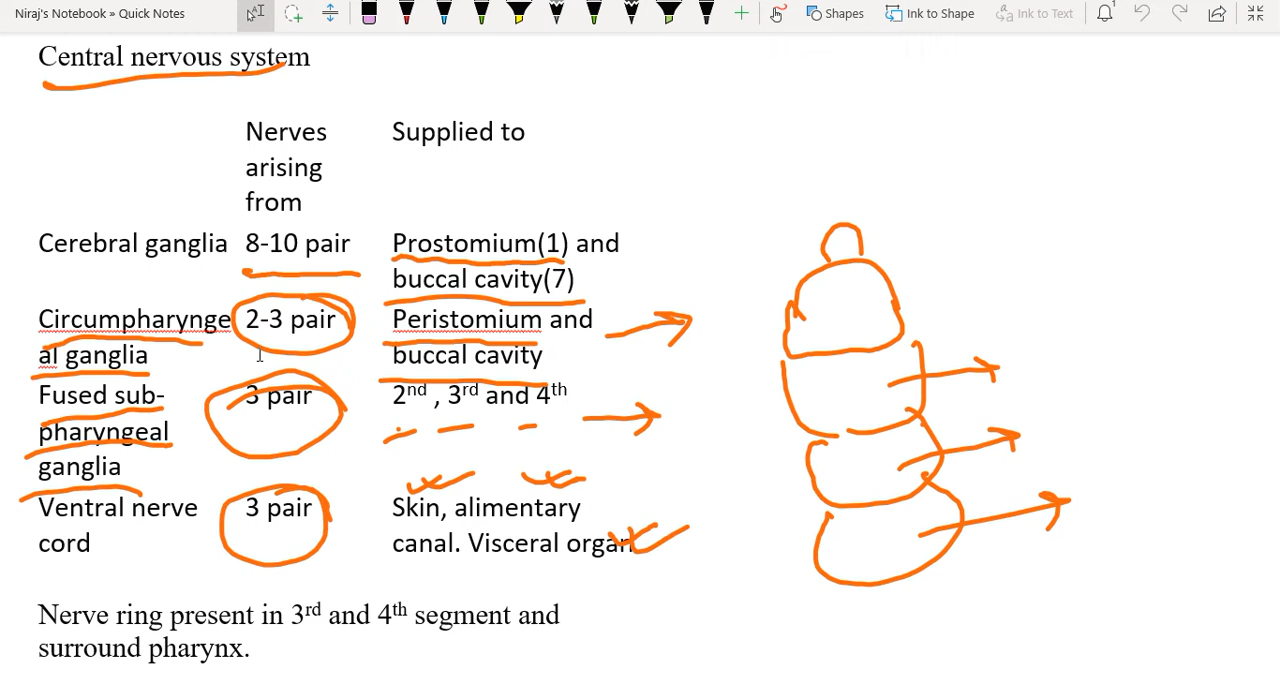 Niraj's Notebook » Quick Notes
Shapes Ink to Shape Ink to Text 1
Central nervous system
Nerves Supplied to
arising
from
Cerebral ganglia 8-10 pair Prostomium(1) and
buccal cavity(7)
Circumpharynge 2-3 pair Peristomium and
al ganglia buccal cavity
Fused sub- 3 pair 2nd , 3rd and 4th
pharyngeal
ganglia
Ventral nerve 3 pair Skin, alimentary
cord canal. Visceral organ
Nerve ring present in 3rd and 4th segment and
surround pharynx.